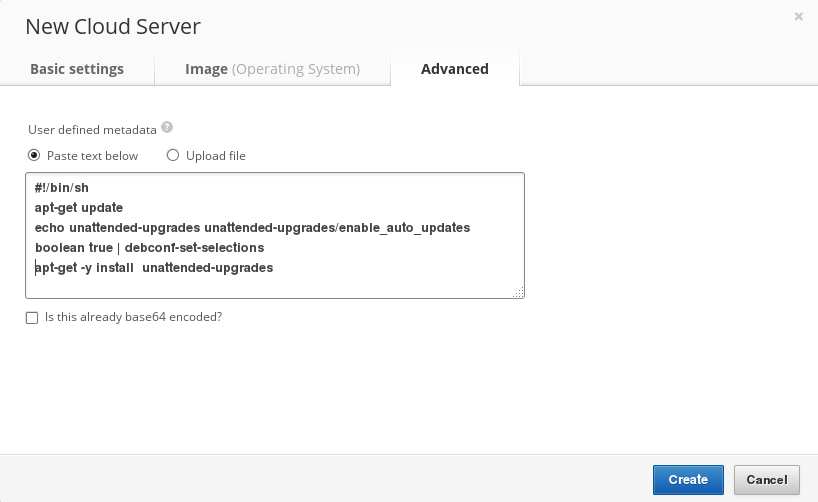 New Cloud Server
×
Basic settings
Image (Operating System)
Advanced
User defined metadata ?
Paste text below
Upload file
#!/bin/sh
apt-get update
echo unattended-upgrades unattended-upgrades/enable_auto_updates
boolean true | debconf-set-selections
apt-get -y install  unattended-upgrades
Is this already base64 encoded?
Create
Cancel